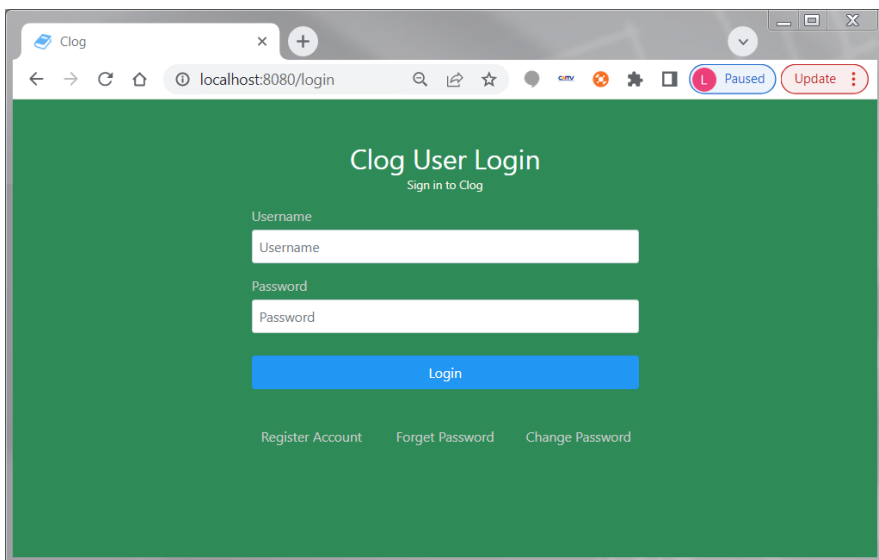 Clog
localhost:8080/login
L Paused
Update
Clog User Login
Sign in to Clog
Username
Username
Password
Password
Login
Register Account Forget Password Change Password